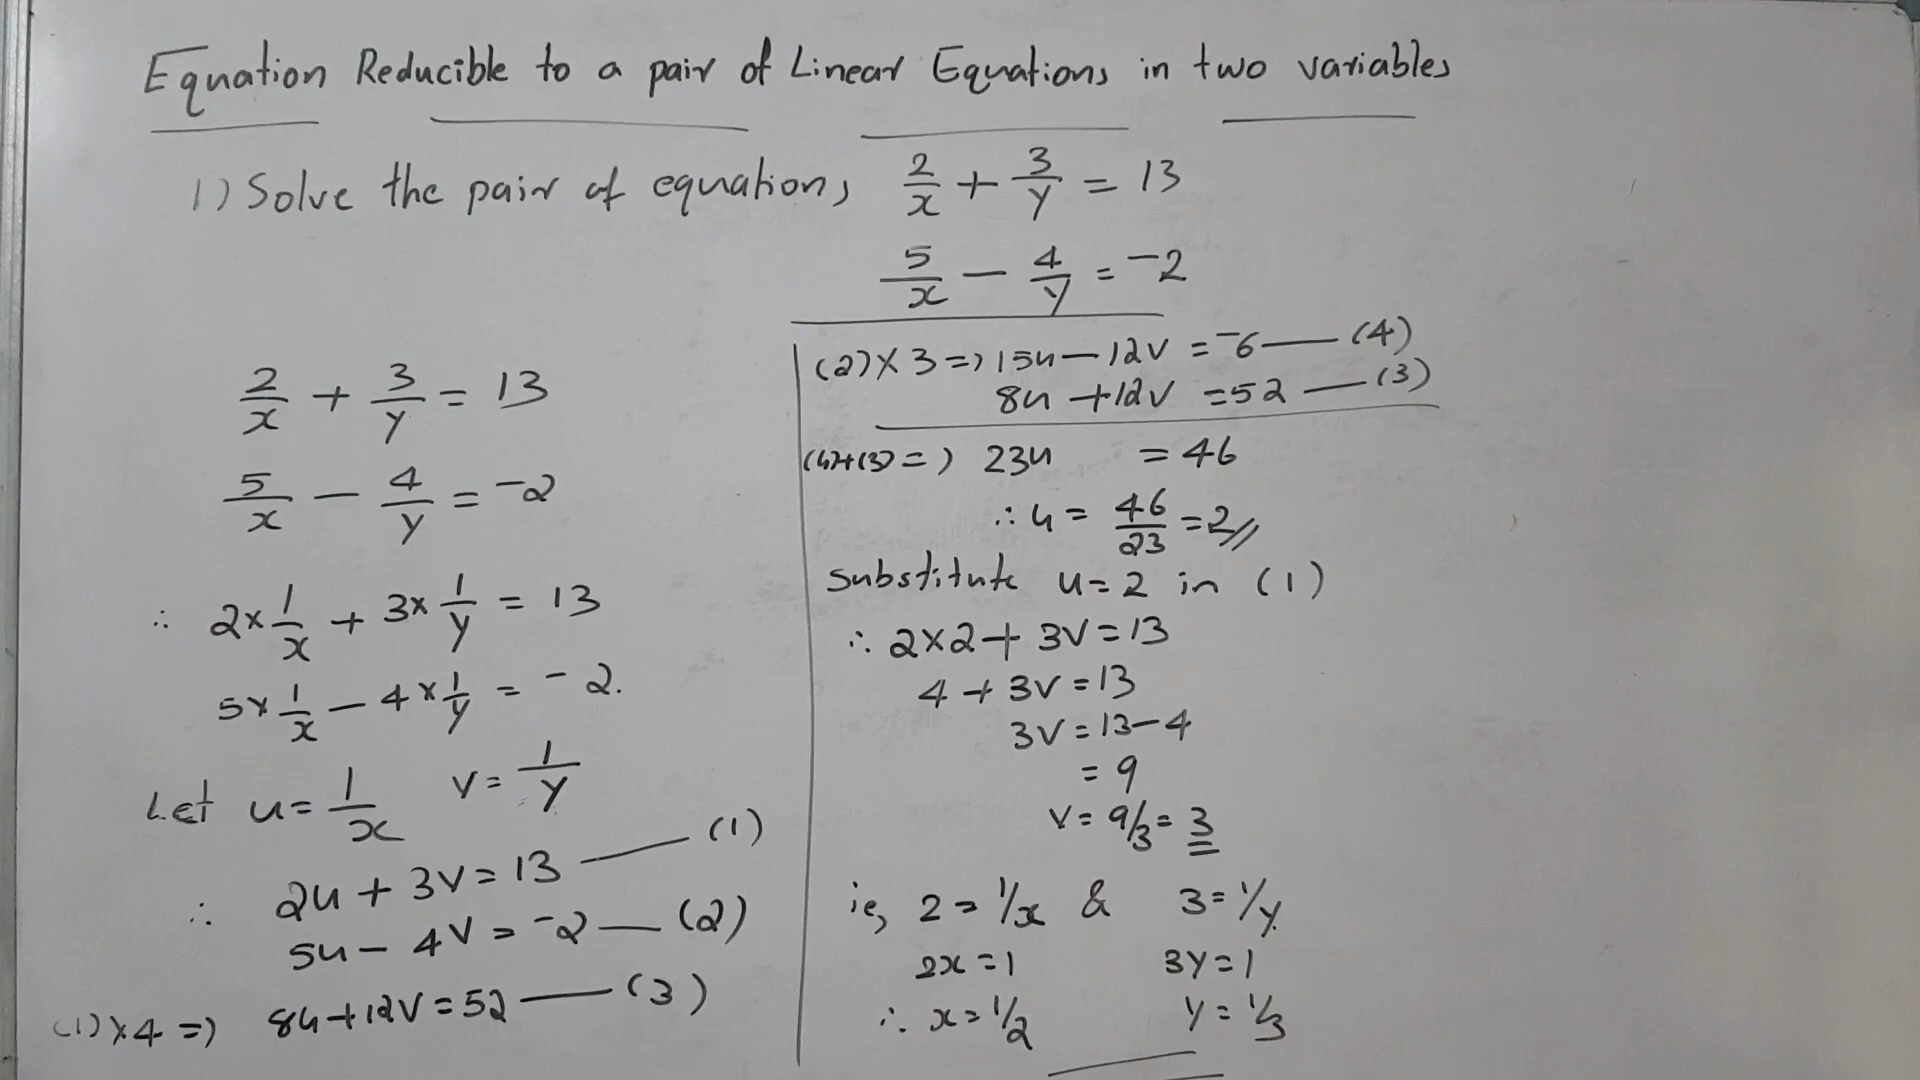 Equation Reducible to a pair of Linear Equations in two variables
1) Solve the pair of equations 2/x + 3/y = 13
5/x - 4/y = -2
2/x + 3/y = 13
5/x - 4/y = -2
∴ 2×1/x + 3×1/y = 13
5×1/x - 4×1/y = -2.
Let u = 1/x v = 1/y
∴ 2u + 3v = 13 — (1)
5u - 4v = -2 — (2)
(1)×4 => 8u + 12v = 52 — (3)
(2)×3 => 15u - 12v = -6 — (4)
8u + 12v = 52 — (3)
(4)+(3) => 23u = 46
∴ u = 46/23 = 2//
Substitute u = 2 in (1)
∴ 2×2 + 3v = 13
4 + 3v = 13
3v = 13 - 4
= 9
v = 9/3 = 3
ie, 2 = 1/x & 3 = 1/y
2x = 1 3y = 1
∴ x = 1/2 y = 1/3